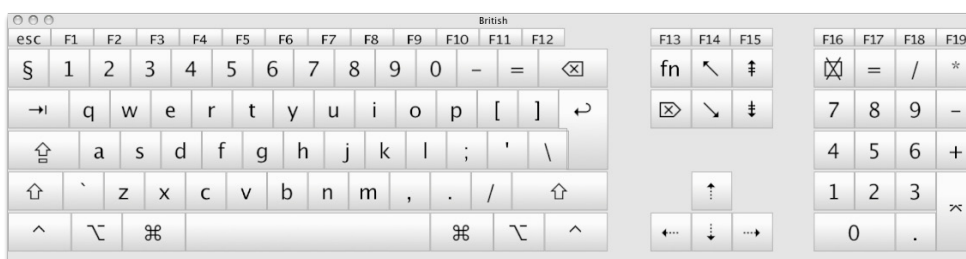 British
esc F1 F2 F3 F4 F5 F6 F7 F8 F9 F10 F11 F12 F13 F14 F15 F16 F17 F18 F19
§ 1 2 3 4 5 6 7 8 9 0 - = ⌫ fn ↖ ⇞ ⌧ = / *
⇥ q w e r t y u i o p [ ] ↩ ⌦ ↘ ⇟ 7 8 9 -
⇪ a s d f g h j k l ; ' \ 4 5 6 +
⇧ ` z x c v b n m , . / ⇧ ⇡ 1 2 3 ⌅
⌃ ⌥ ⌘ ⌘ ⌥ ⌃ ⇠ ⇣ ⇢ 0 .